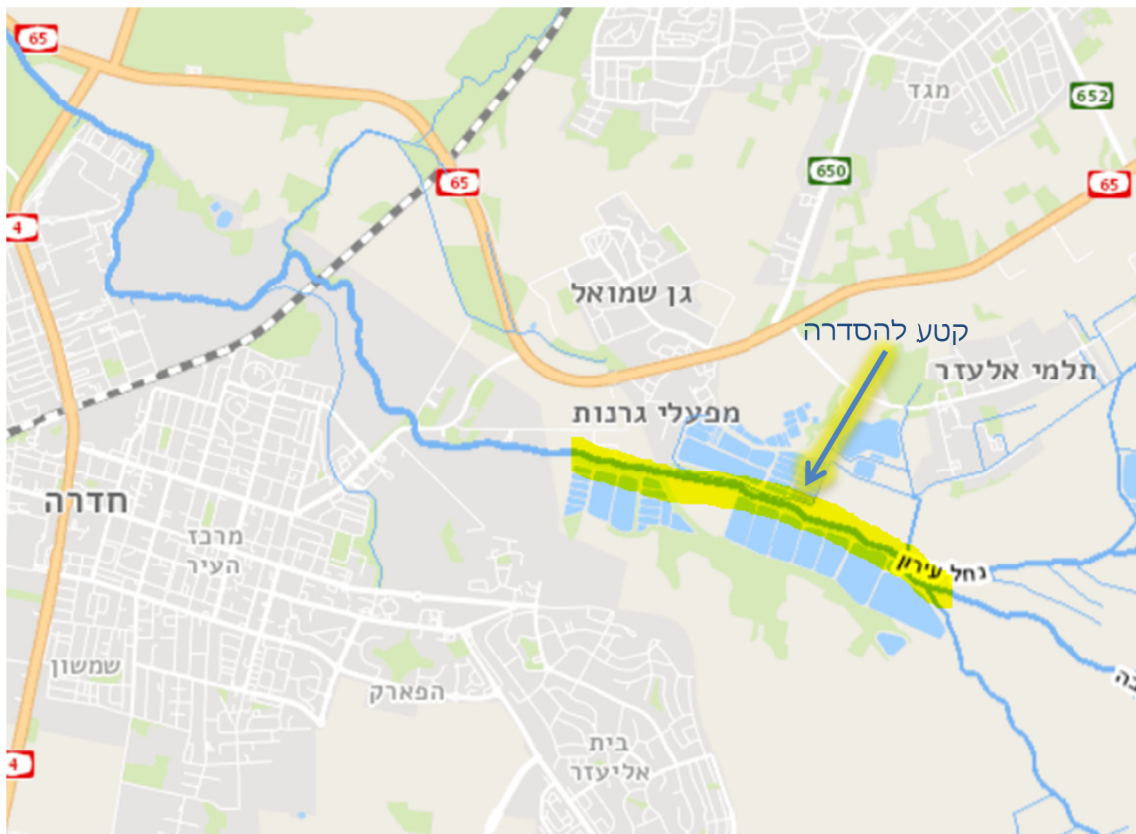 65
מגד
652
650
65
65
4
גן שמואל
קטע להסדרה
תלמי אלעזר
מפעלי גרנות
חדרה
מרכז
העיר
נחל עירון
שמשון
הפארק
בית
אליעזר
4